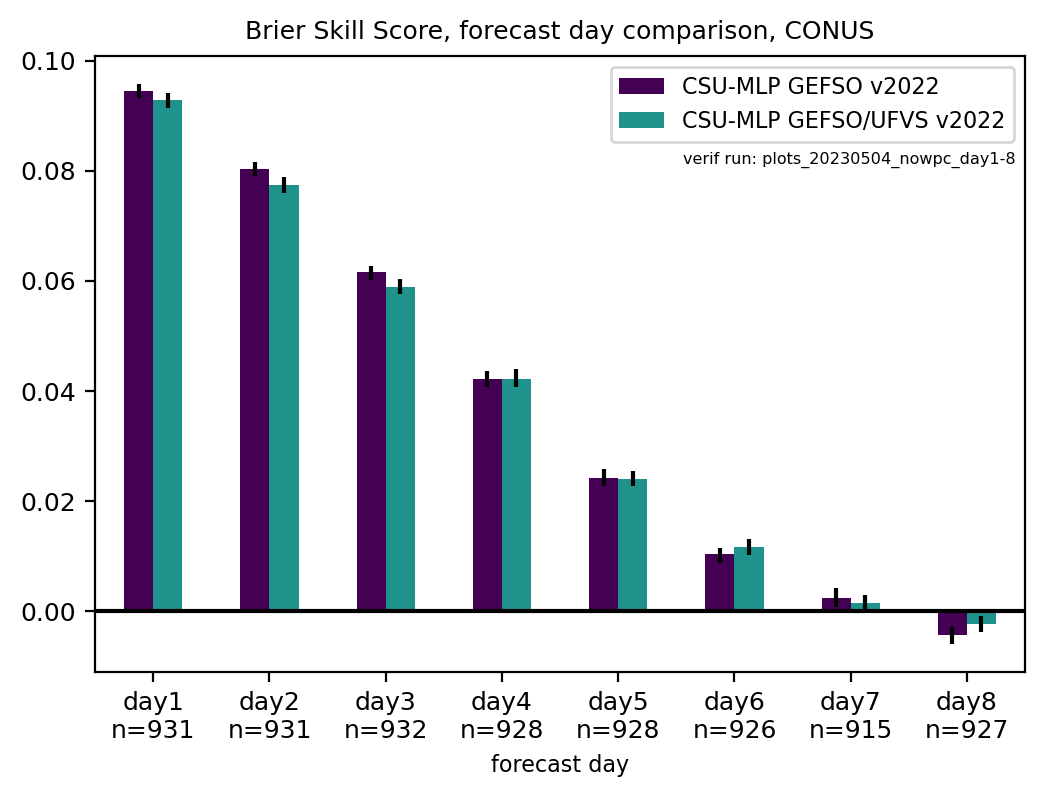 Brier Skill Score, forecast day comparison, CONUS
0.10
0.08
0.06
0.04
0.02
0.00
CSU-MLP GEFSO v2022
CSU-MLP GEFSO/UFVS v2022
verif run: plots_20230504_nowpc_day1-8
day1 day2 day3 day4 day5 day6 day7 day8
n=931 n=931 n=932 n=928 n=928 n=926 n=915 n=927
forecast day